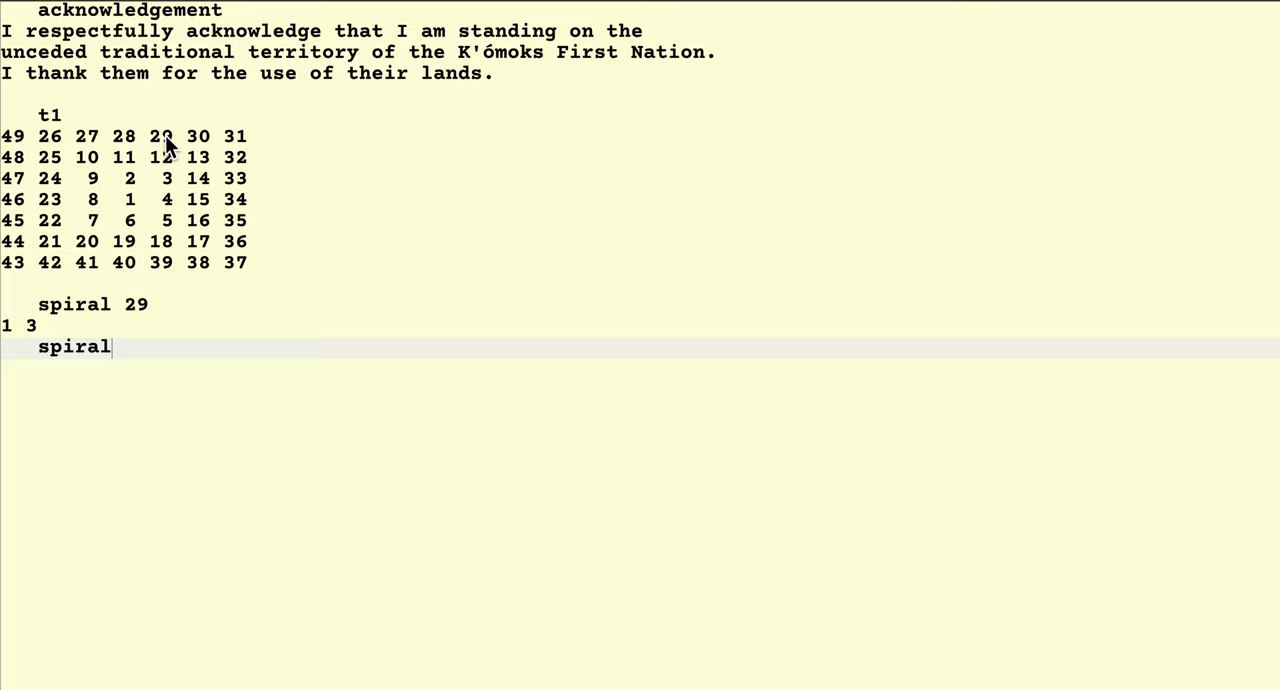 acknowledgement
I respectfully acknowledge that I am standing on the
unceded traditional territory of the K'ómoks First Nation.
I thank them for the use of their lands.
t1
49 26 27 28 29 30 31
48 25 10 11 12 13 32
47 24 9 2 3 14 33
46 23 8 1 4 15 34
45 22 7 6 5 16 35
44 21 20 19 18 17 36
43 42 41 40 39 38 37
spiral 29
1 3
spiral